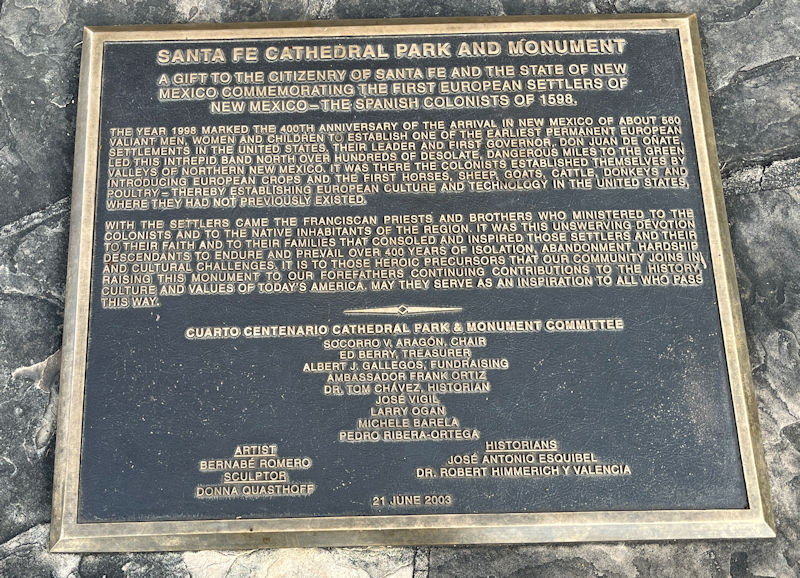 SANTA FE CATHEDRAL PARK AND MONUMENT
A GIFT TO THE CITIZENRY OF SANTA FE AND THE STATE OF NEW
MEXICO COMMEMORATING THE FIRST EUROPEAN SETTLERS OF
NEW MEXICO – THE SPANISH COLONISTS OF 1598.
THE YEAR 1998 MARKED THE 400TH ANNIVERSARY OF THE ARRIVAL IN NEW MEXICO OF ABOUT 560
VALIANT MEN, WOMEN AND CHILDREN TO ESTABLISH ONE OF THE EARLIEST PERMANENT EUROPEAN
SETTLEMENTS IN THE UNITED STATES. THEIR LEADER AND FIRST GOVERNOR, DON JUAN DE OÑATE,
LED THIS INTREPID BAND NORTH OVER HUNDREDS OF DESOLATE, DANGEROUS MILES TO THE GREEN
VALLEYS OF NORTHERN NEW MEXICO. IT WAS THERE THE COLONISTS ESTABLISHED THEMSELVES BY
INTRODUCING EUROPEAN CROPS AND THE FIRST HORSES, SHEEP, GOATS, CATTLE, DONKEYS AND
POULTRY – THEREBY ESTABLISHING EUROPEAN CULTURE AND TECHNOLOGY IN THE UNITED STATES,
WHERE THEY HAD NOT PREVIOUSLY EXISTED.
WITH THE SETTLERS CAME THE FRANCISCAN PRIESTS AND BROTHERS WHO MINISTERED TO THE
COLONISTS AND TO THE NATIVE INHABITANTS OF THE REGION. IT WAS THIS UNSWERVING DEVOTION
TO THEIR FAITH AND TO THEIR FAMILIES THAT CONSOLED AND INSPIRED THOSE SETTLERS AND THEIR
DESCENDANTS TO ENDURE AND PREVAIL OVER 400 YEARS OF ISOLATION, ABANDONMENT, HARDSHIP
AND CULTURAL CHALLENGES. IT IS TO THOSE HEROIC PRECURSORS THAT OUR COMMUNITY JOINS IN
RAISING THIS MONUMENT TO OUR FOREFATHERS CONTINUING CONTRIBUTIONS TO THE HISTORY,
CULTURE AND VALUES OF TODAY'S AMERICA. MAY THEY SERVE AS AN INSPIRATION TO ALL WHO PASS
THIS WAY.
CUARTO CENTENARIO CATHEDRAL PARK & MONUMENT COMMITTEE
SOCORRO V. ARAGÓN, CHAIR
ED BERRY, TREASURER
ALBERT J. GALLEGOS, FUNDRAISING
AMBASSADOR FRANK ORTIZ
DR. TOM CHÁVEZ, HISTORIAN
JOSÉ VIGIL
LARRY OGAN
MICHELE BARELA
PEDRO RIBERA-ORTEGA
ARTIST
BERNABÉ ROMERO
SCULPTOR
DONNA QUASTHOFF
HISTORIANS
JOSÉ ANTONIO ESQUIBEL
DR. ROBERT HIMMERICH Y VALENCIA
21 JUNE 2003